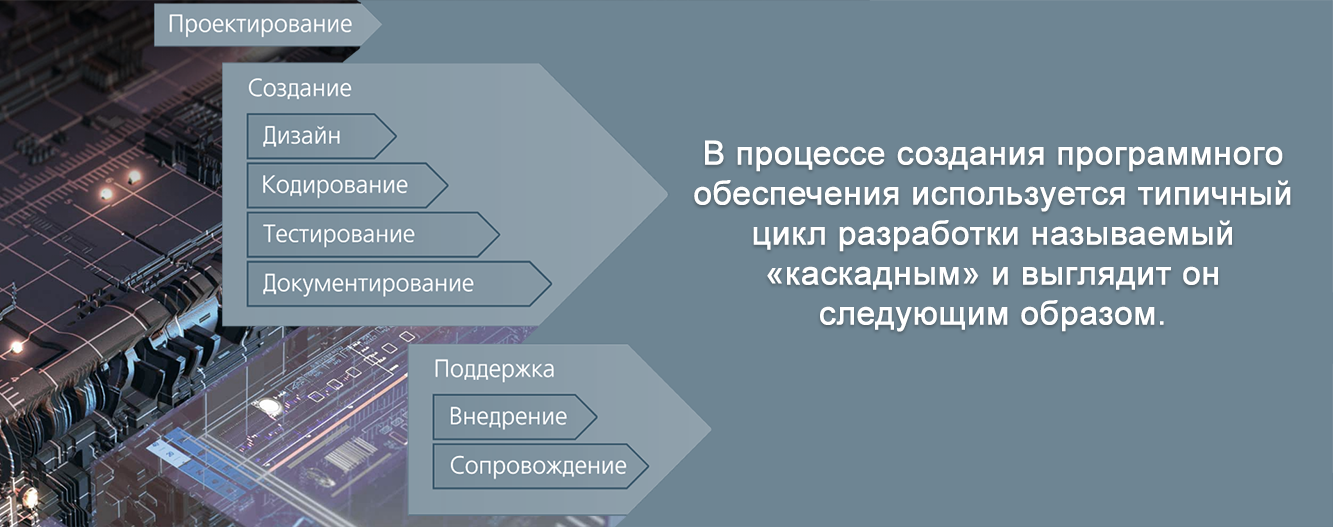 Проектирование
Создание
Дизайн
Кодирование
Тестирование
Документирование
Поддержка
Внедрение
Сопровождение
В процессе создания программного
обеспечения используется типичный
цикл разработки называемый
«каскадным» и выглядит он
следующим образом.